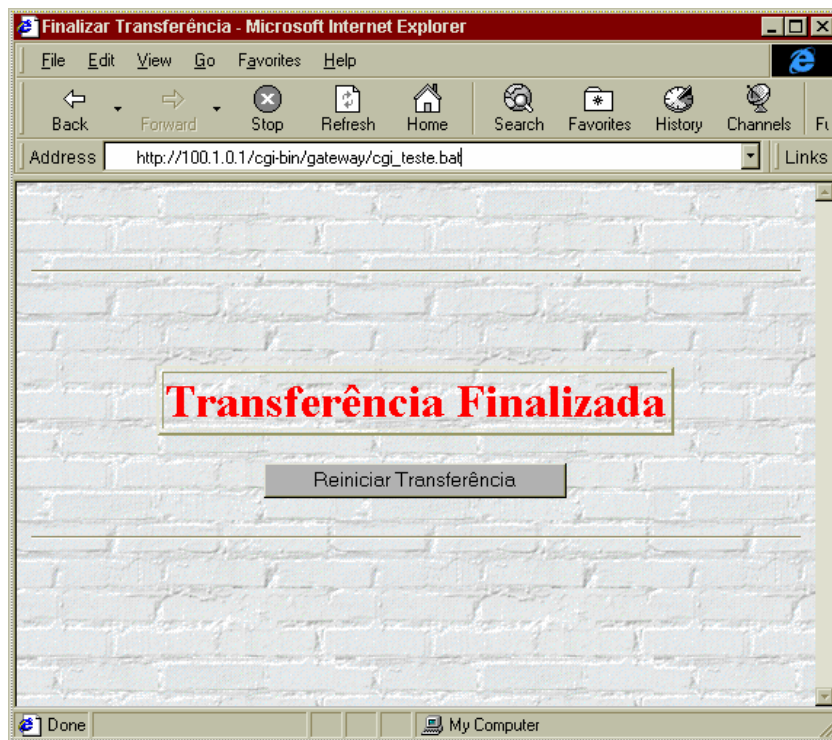 Finalizar Transferência - Microsoft Internet Explorer
File Edit View Go Favorites Help
Back Forward Stop Refresh Home Search Favorites History Channels
Address http://100.1.0.1/cgi-bin/gateway/cgi_teste.bat Links
Transferência Finalizada
Reiniciar Transferência
Done My Computer